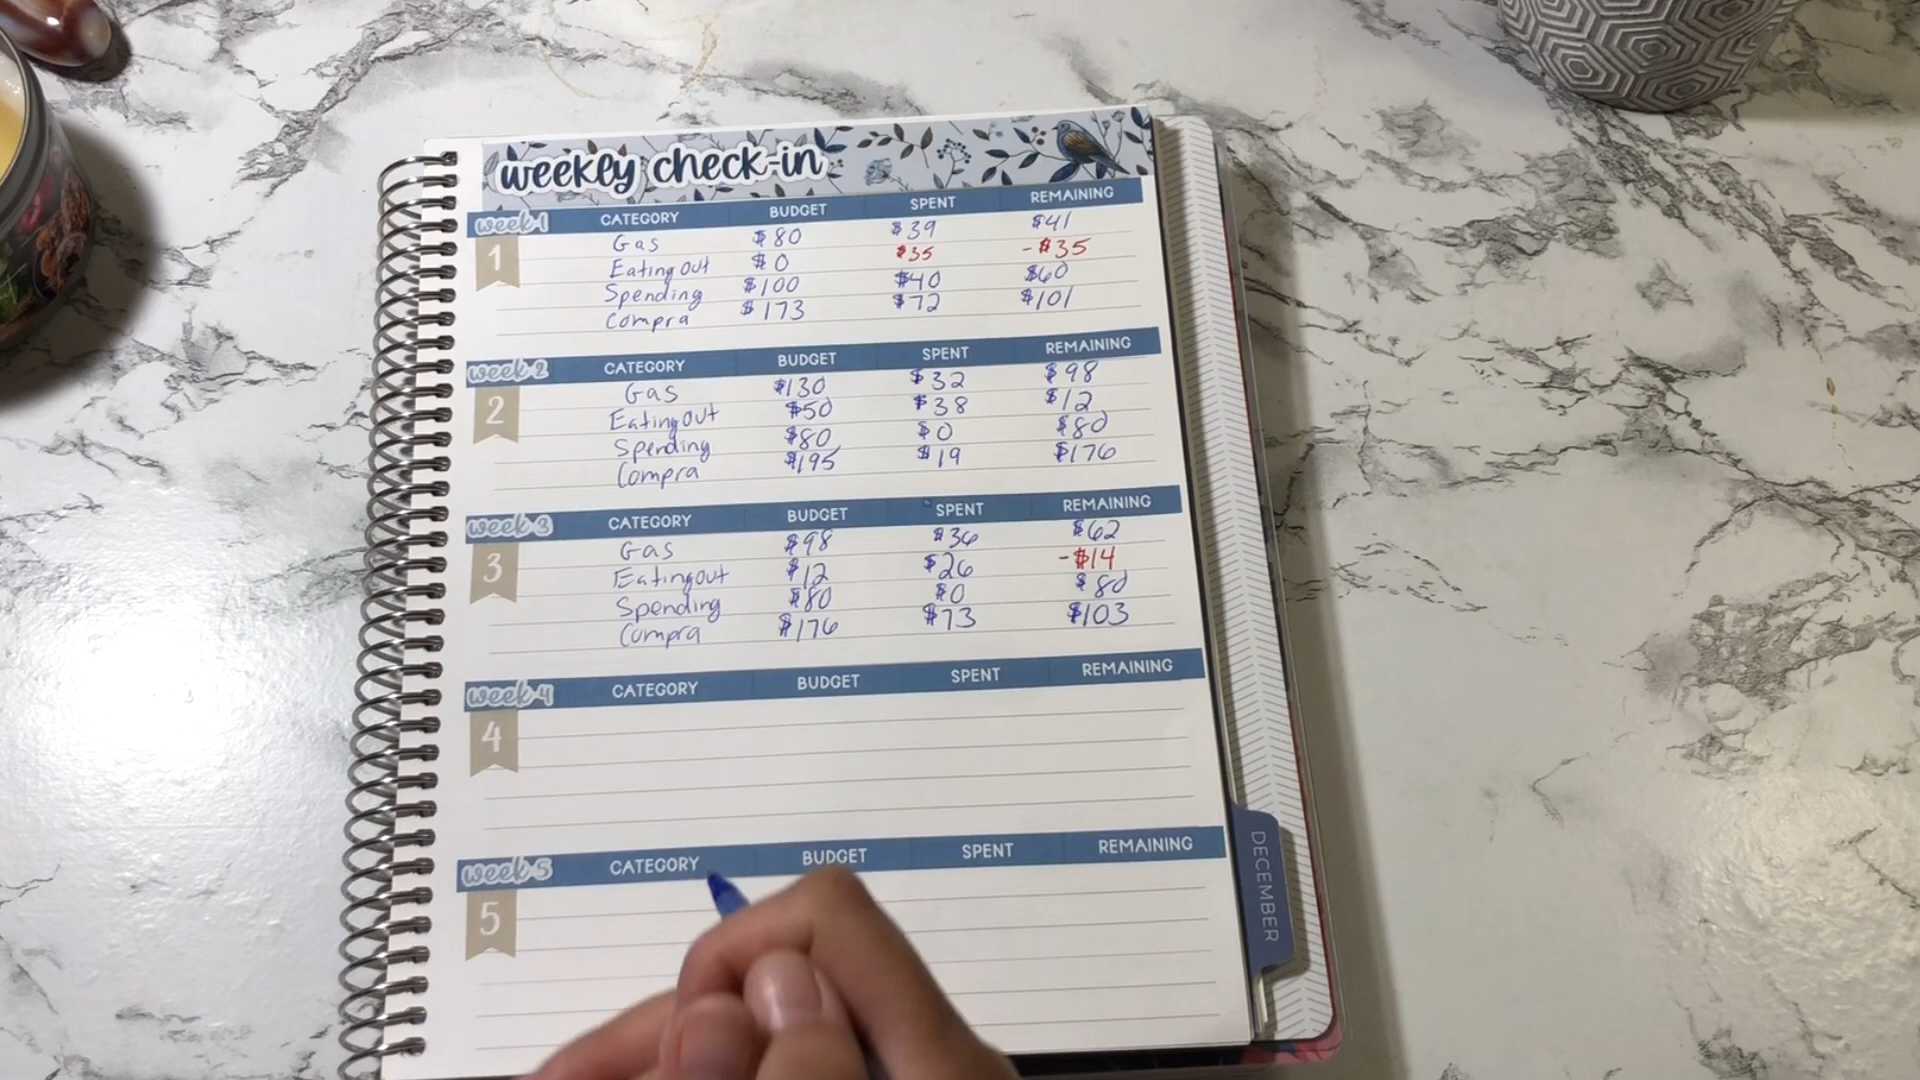 weekly check-in
week 1 CATEGORY BUDGET SPENT REMAINING
1 Gas $80 $39 $41
Eating out $0 $35 -$35
Spending $100 $40 $60
Compra $173 $72 $101
week 2 CATEGORY BUDGET SPENT REMAINING
2 Gas $130 $32 $98
Eating out $50 $38 $12
Spending $80 $0 $80
Compra $195 $19 $176
week 3 CATEGORY BUDGET SPENT REMAINING
3 Gas $98 $36 $62
Eating out $12 $26 -$14
Spending $80 $0 $80
Compra $176 $73 $103
week 4 CATEGORY BUDGET SPENT REMAINING
4
week 5 CATEGORY BUDGET SPENT REMAINING
5
DECEMBER